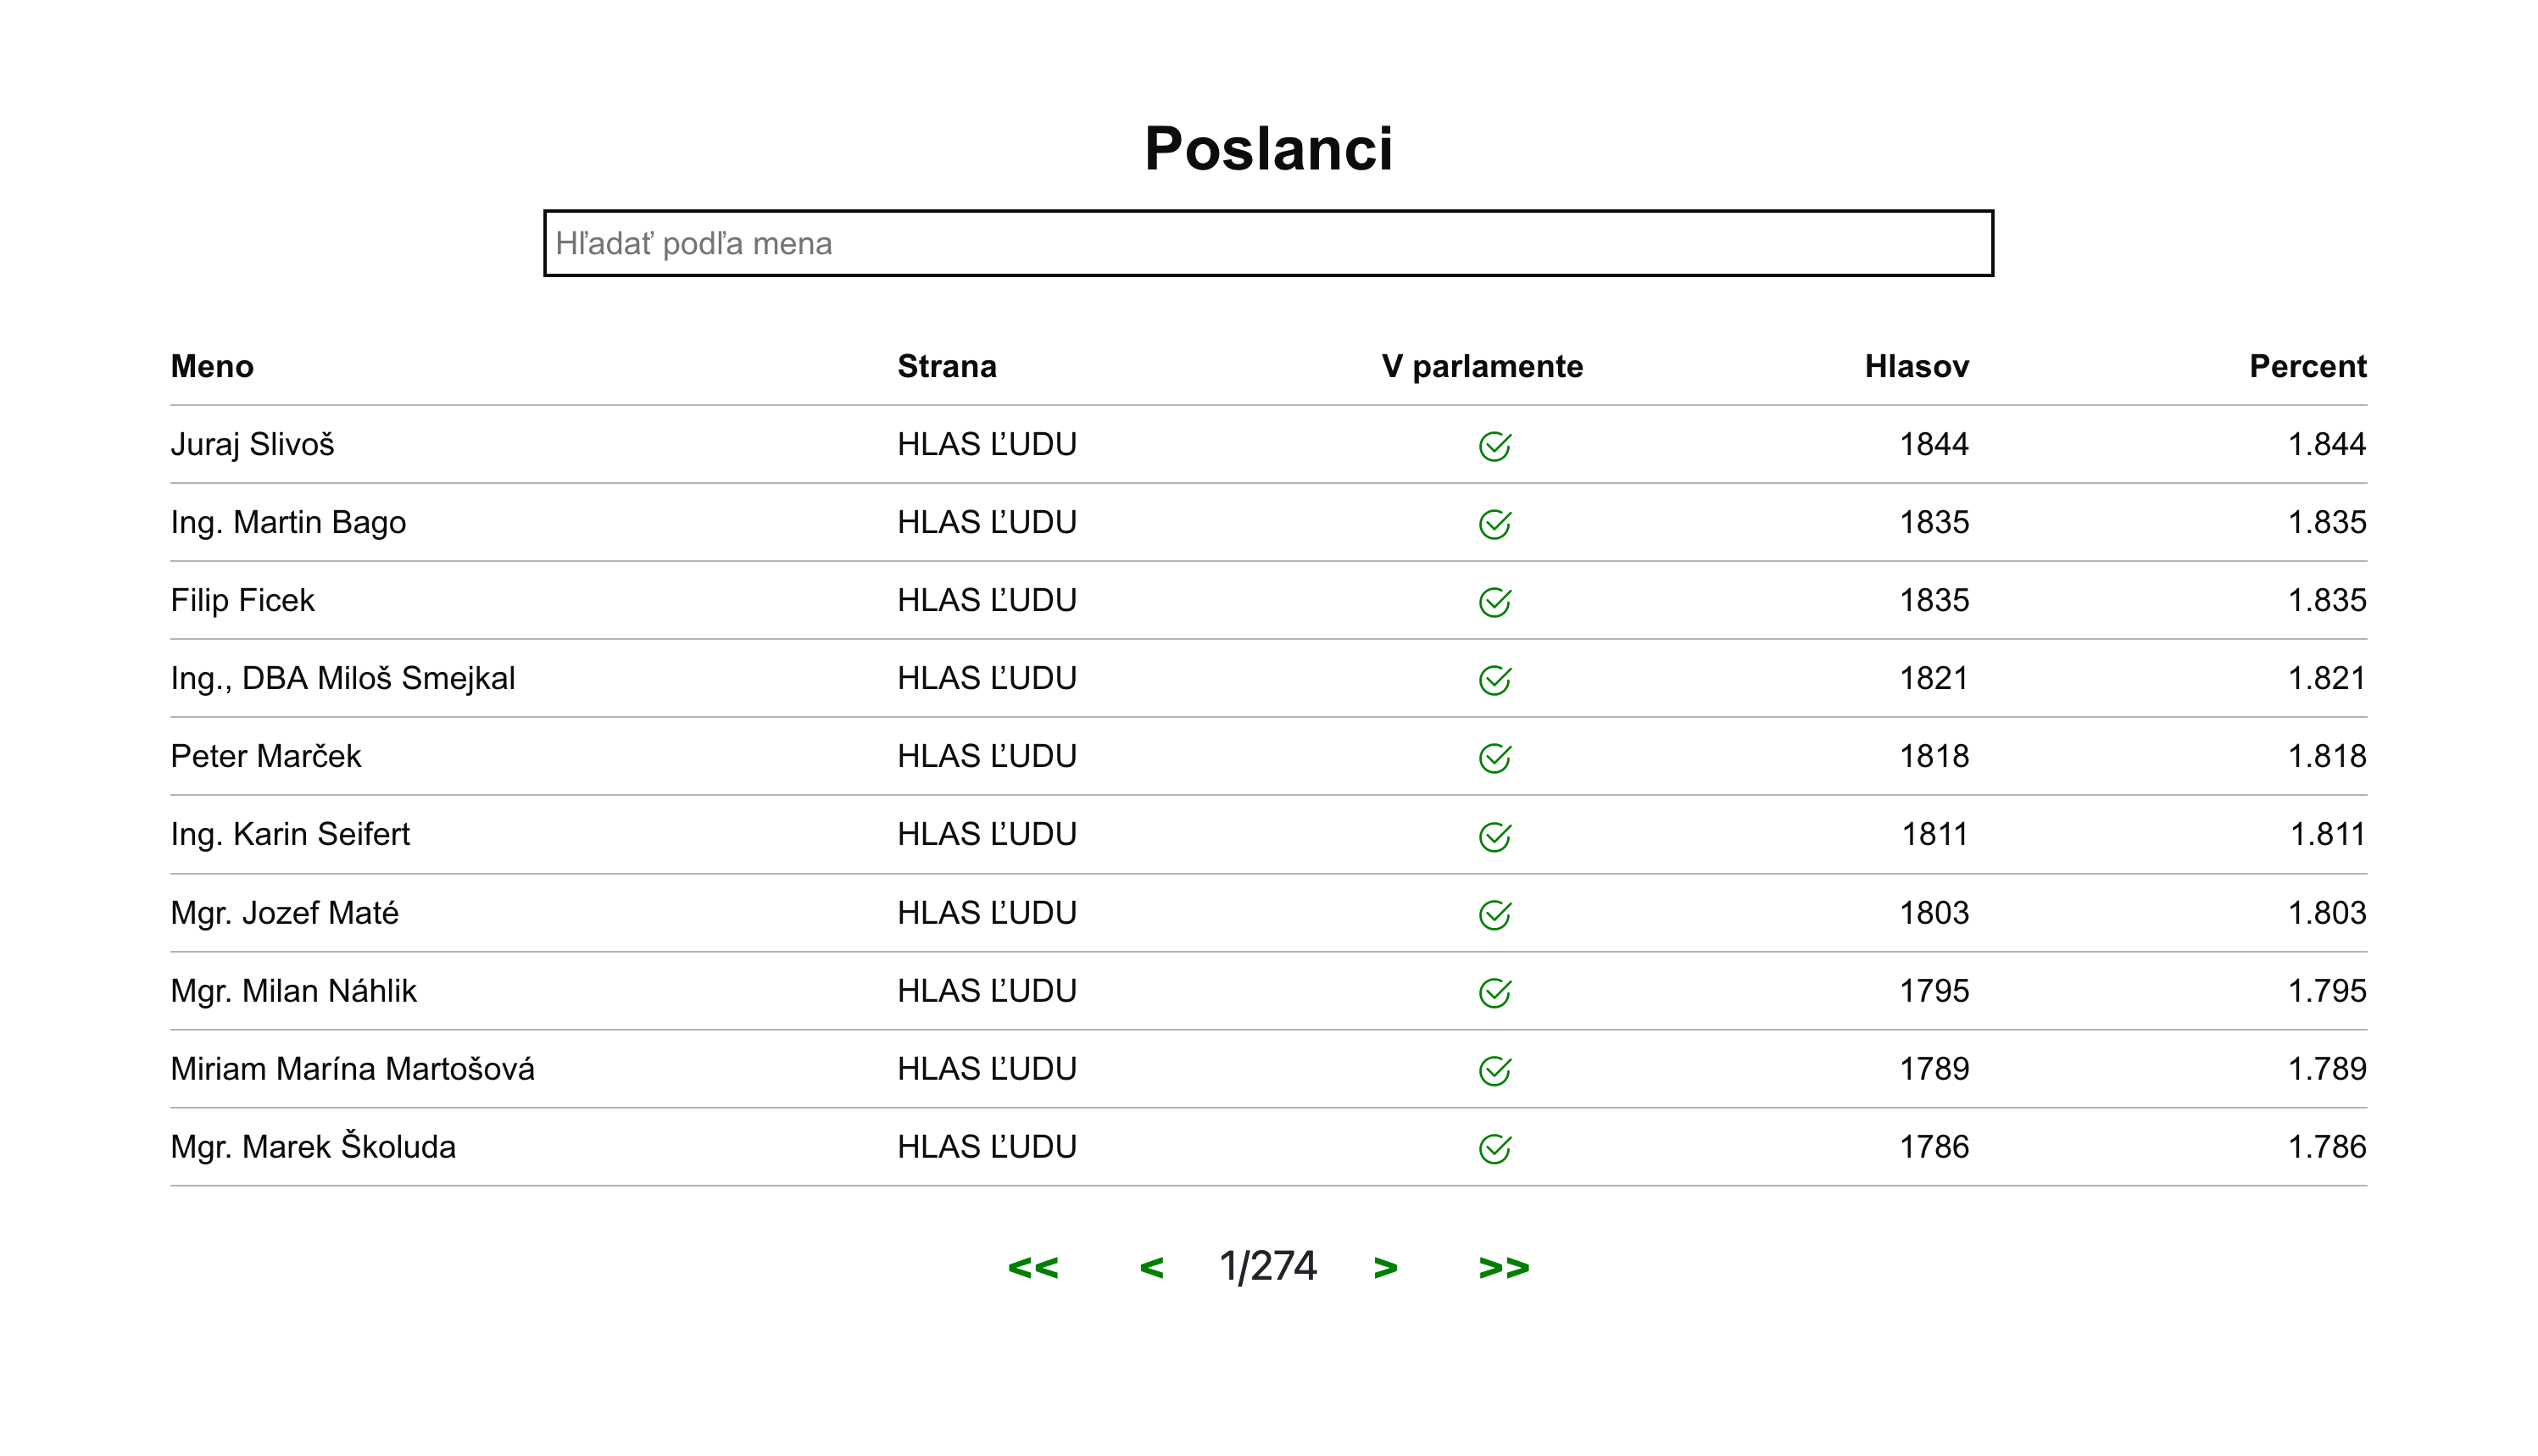 Poslanci
Hľadať podľa mena
Meno Strana V parlamente Hlasov Percent
Juraj Slivoš HLAS ĽUDU 1844 1.844
Ing. Martin Bago HLAS ĽUDU 1835 1.835
Filip Ficek HLAS ĽUDU 1835 1.835
Ing., DBA Miloš Smejkal HLAS ĽUDU 1821 1.821
Peter Marček HLAS ĽUDU 1818 1.818
Ing. Karin Seifert HLAS ĽUDU 1811 1.811
Mgr. Jozef Maté HLAS ĽUDU 1803 1.803
Mgr. Milan Náhlik HLAS ĽUDU 1795 1.795
Miriam Marína Martošová HLAS ĽUDU 1789 1.789
Mgr. Marek Školuda HLAS ĽUDU 1786 1.786
<< < 1/274 > >>